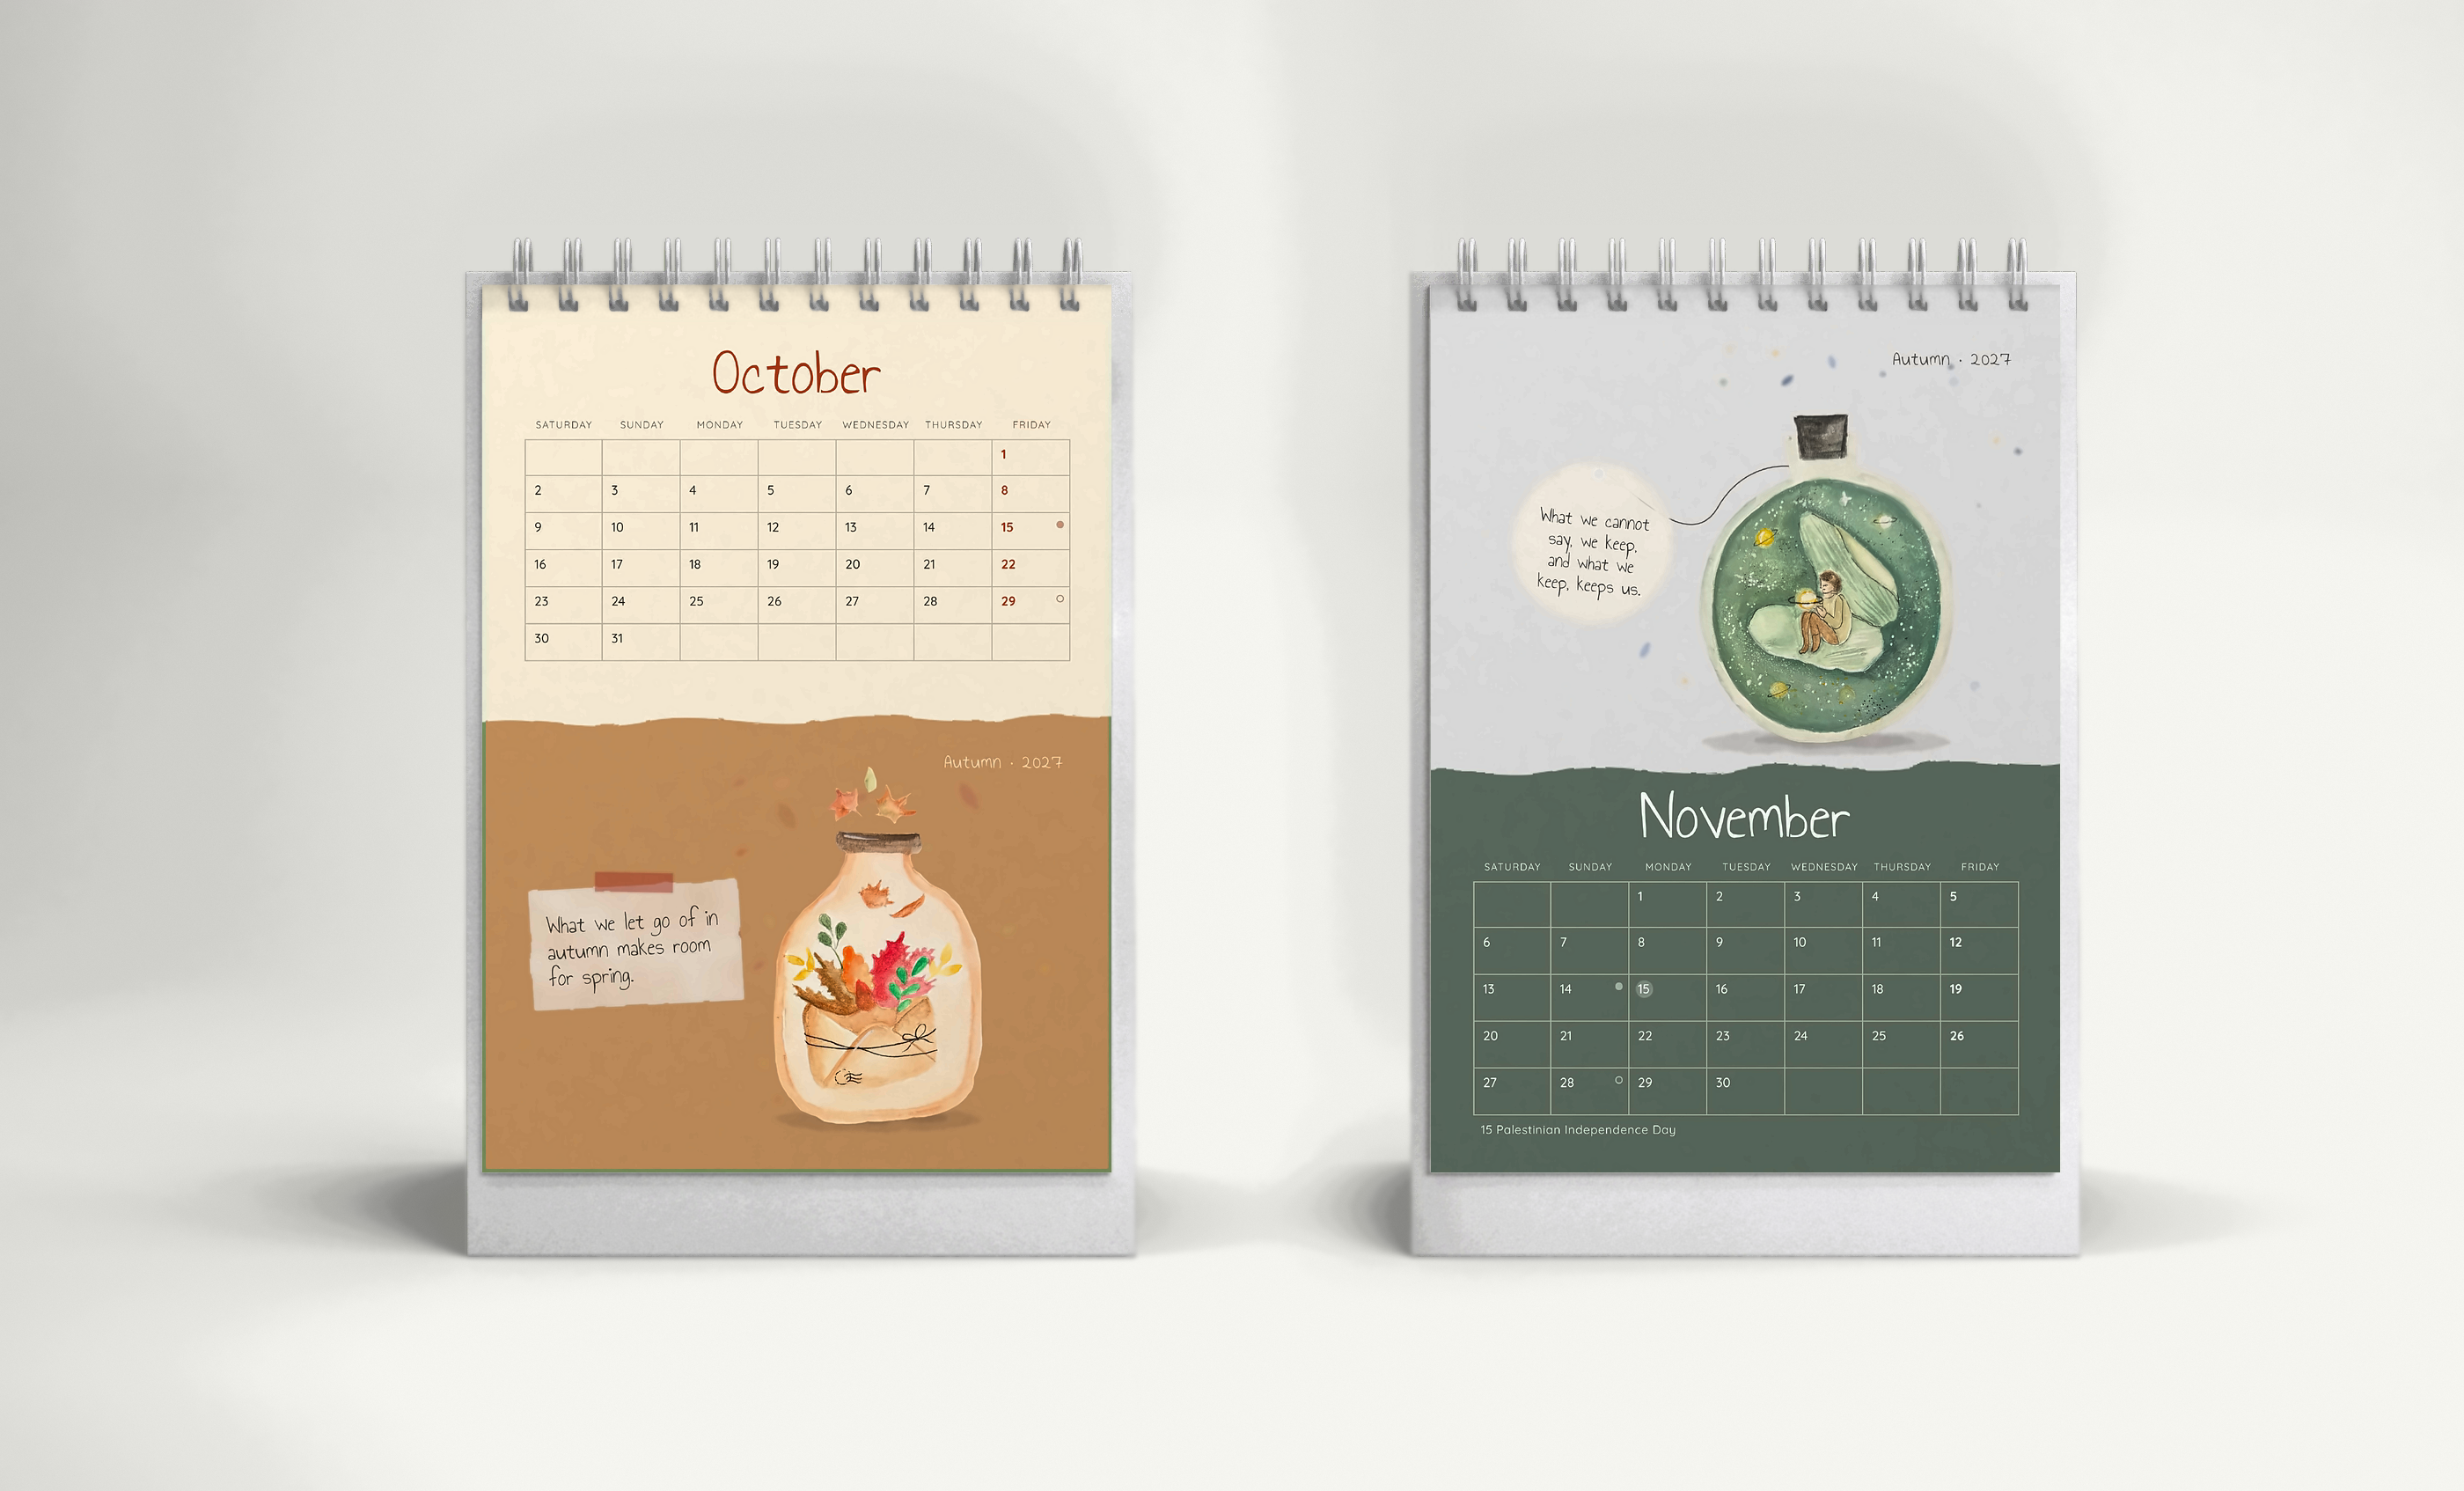 October
SATURDAY SUNDAY MONDAY TUESDAY WEDNESDAY THURSDAY FRIDAY
1
2 3 4 5 6 7 8
9 10 11 12 13 14 15
16 17 18 19 20 21 22
23 24 25 26 27 28 29
30 31
Autumn · 2027
What we let go of in
autumn makes room
for spring.
Autumn · 2027
What we cannot
say, we keep,
and what we
keep, keeps us.
November
SATURDAY SUNDAY MONDAY TUESDAY WEDNESDAY THURSDAY FRIDAY
1 2 3 4 5
6 7 8 9 10 11 12
13 14 15 16 17 18 19
20 21 22 23 24 25 26
27 28 29 30
15 Palestinian Independence Day